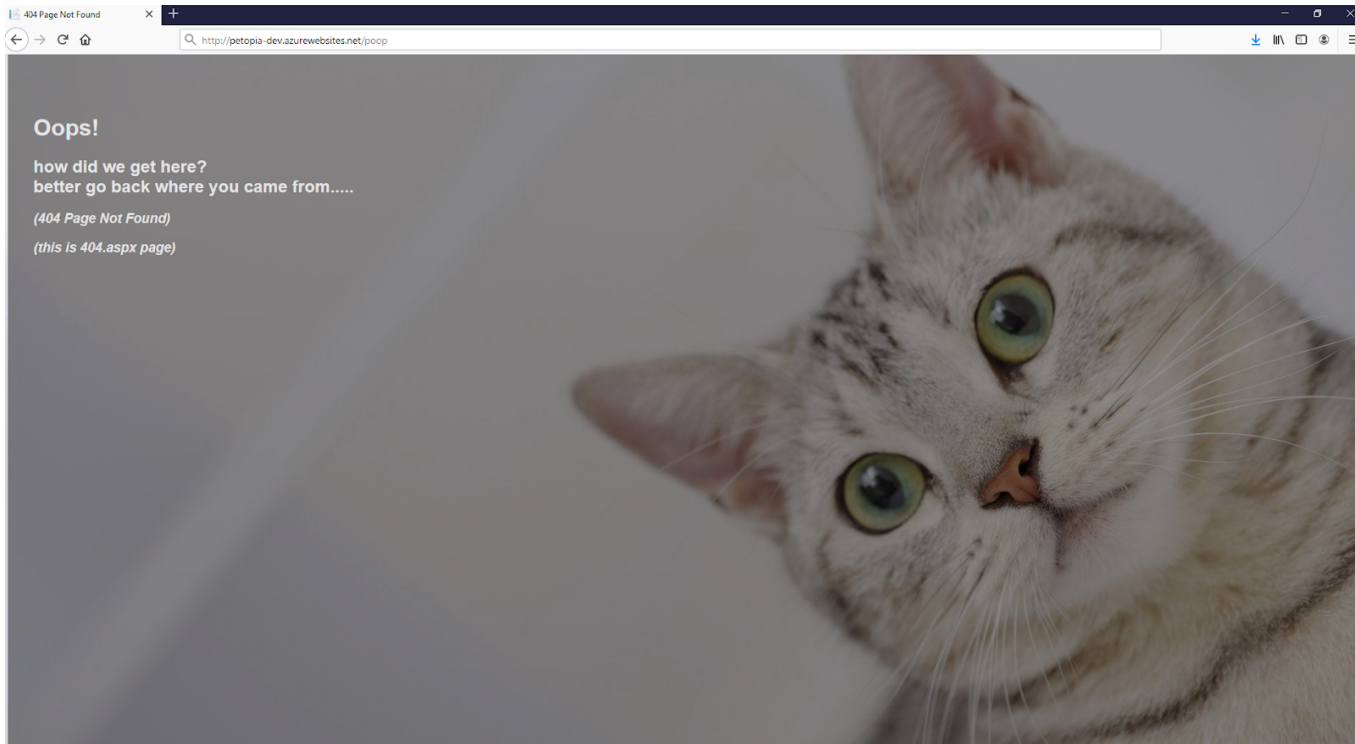 404 Page Not Found
http://petopia-dev.azurewebsites.net/poop
Oops!
how did we get here?
better go back where you came from.....
(404 Page Not Found)
(this is 404.aspx page)